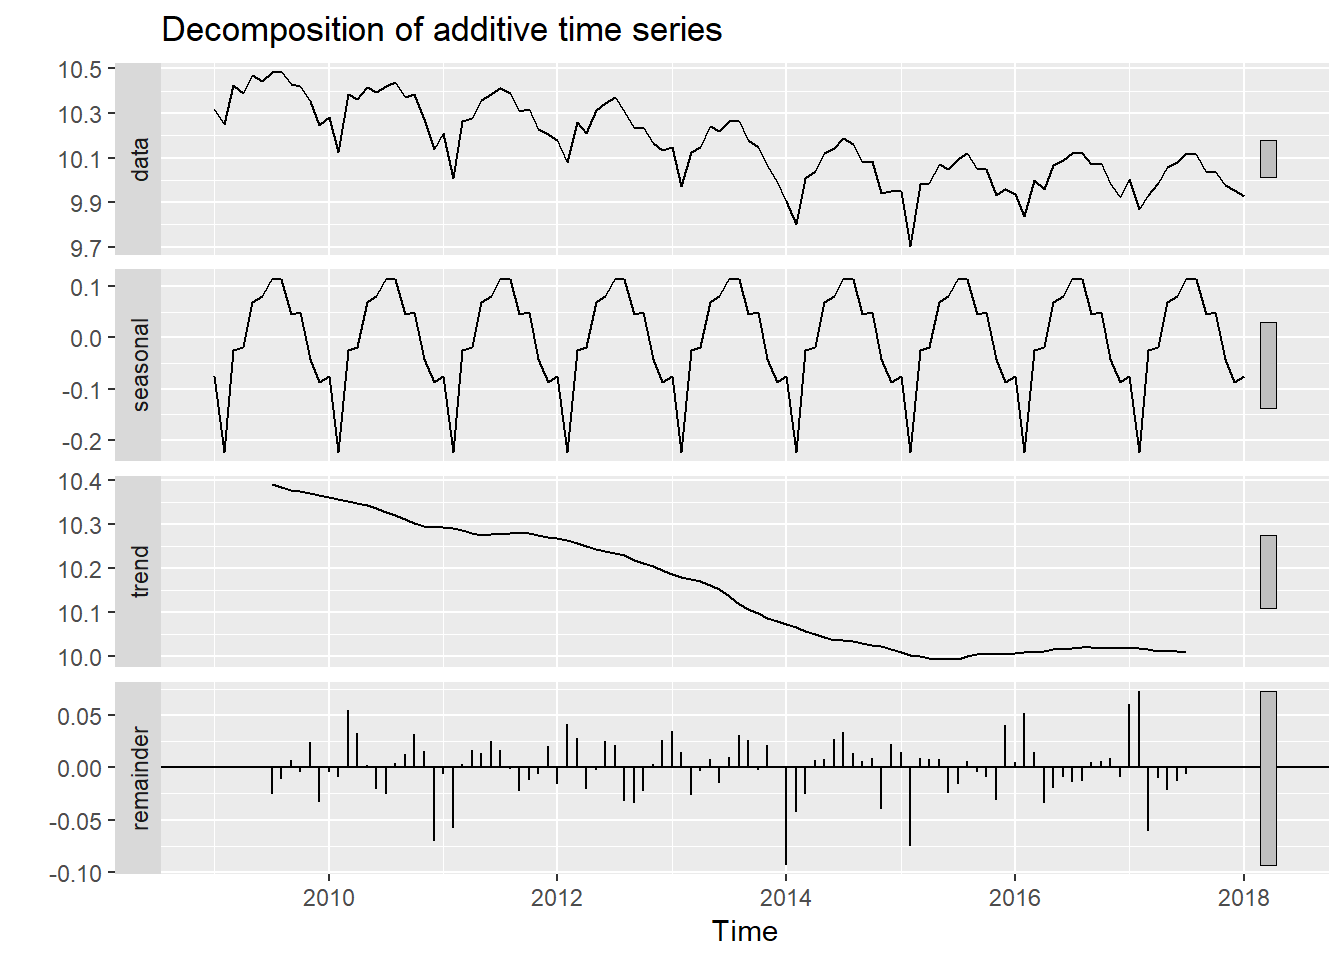 Decomposition of additive time series
10.5
10.3
10.1
9.9
9.7
data
0.1
0.0
-0.1
-0.2
seasonal
10.4
10.3
10.2
10.1
10.0
trend
0.05
0.00
-0.05
-0.10
remainder
2010 2012 2014 2016 2018
Time